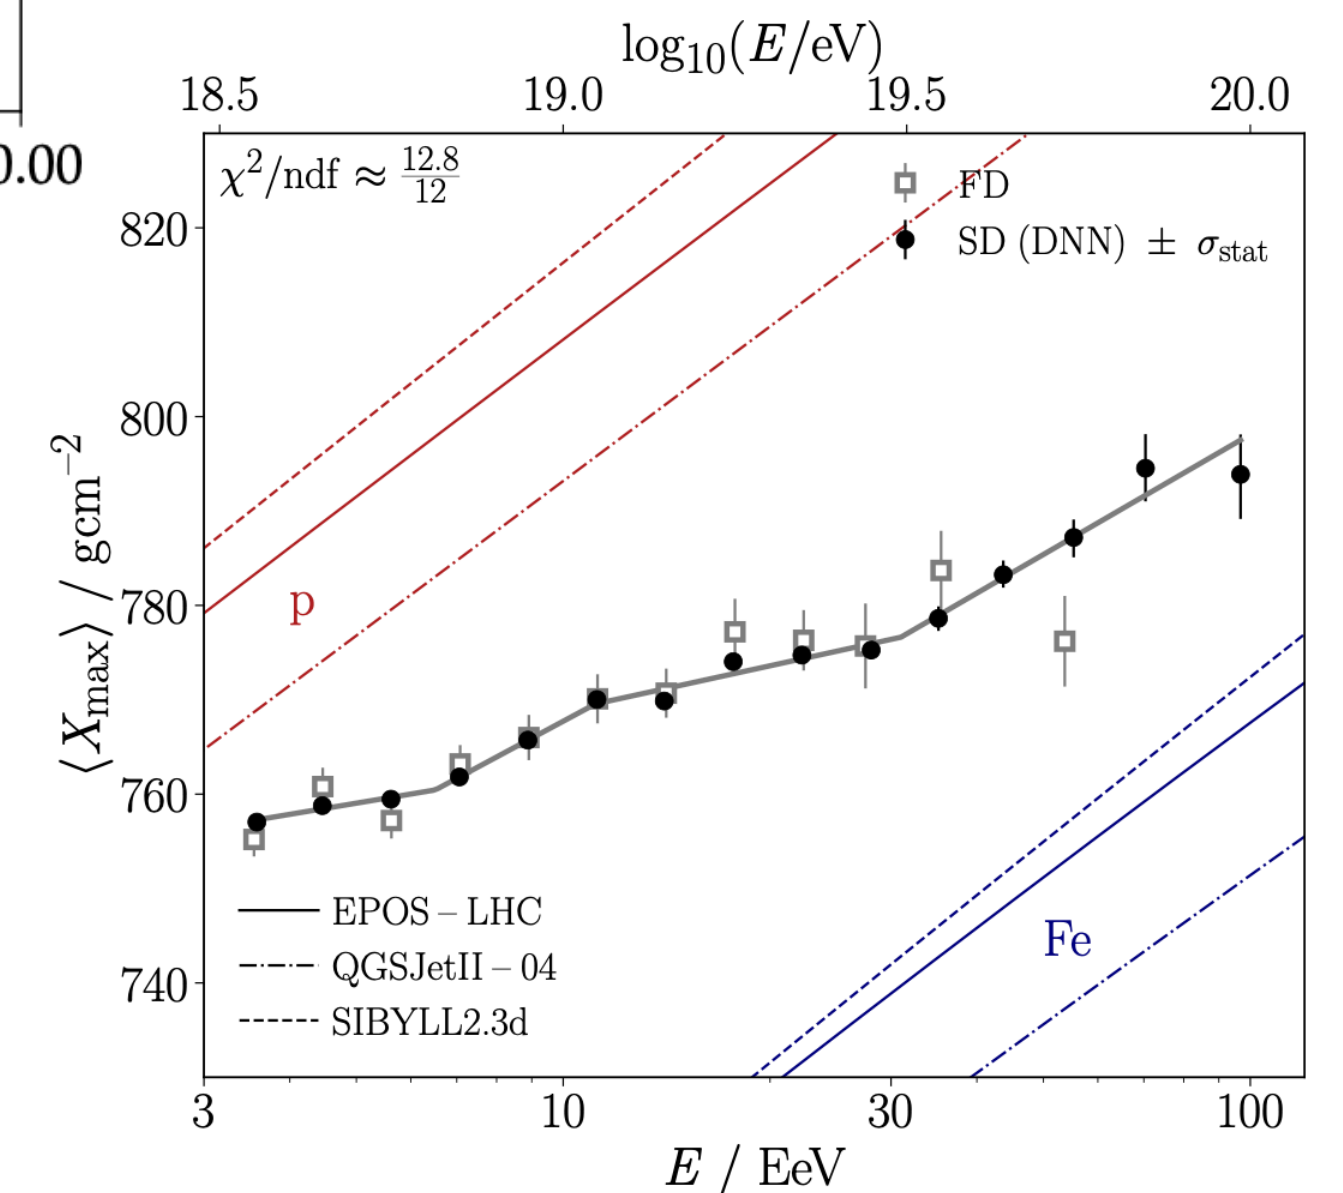 log₁₀(E/eV)
18.5 19.0 19.5 20.0
0.00
χ²/ndf ≈ 12.8/12
FD
SD (DNN) ± σstat
820
800
780
760
740
⟨Xmax⟩ / gcm⁻²
p
Fe
EPOS – LHC
QGSJetII – 04
SIBYLL2.3d
3 10 30 100
E / EeV